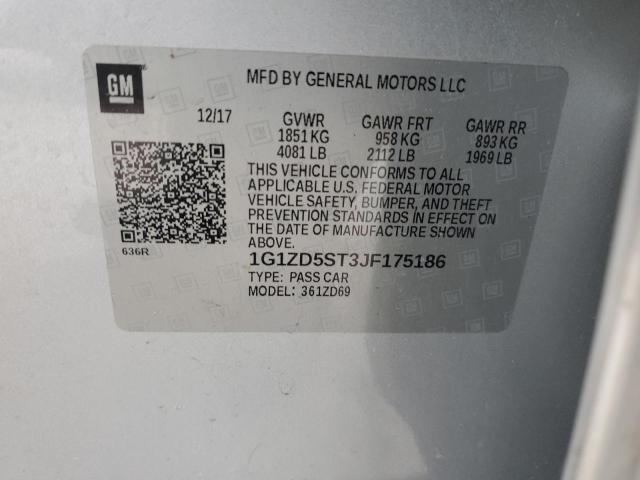 GM
MFD BY GENERAL MOTORS LLC
12/17 GVWR GAWR FRT GAWR RR
1851 KG 958 KG 893 KG
4081 LB 2112 LB 1969 LB
THIS VEHICLE CONFORMS TO ALL
APPLICABLE U.S. FEDERAL MOTOR
VEHICLE SAFETY, BUMPER, AND THEFT
PREVENTION STANDARDS IN EFFECT ON
THE DATE OF MANUFACTURE SHOWN
ABOVE.
636R
1G1ZD5ST3JF175186
TYPE: PASS CAR
MODEL: 361ZD69